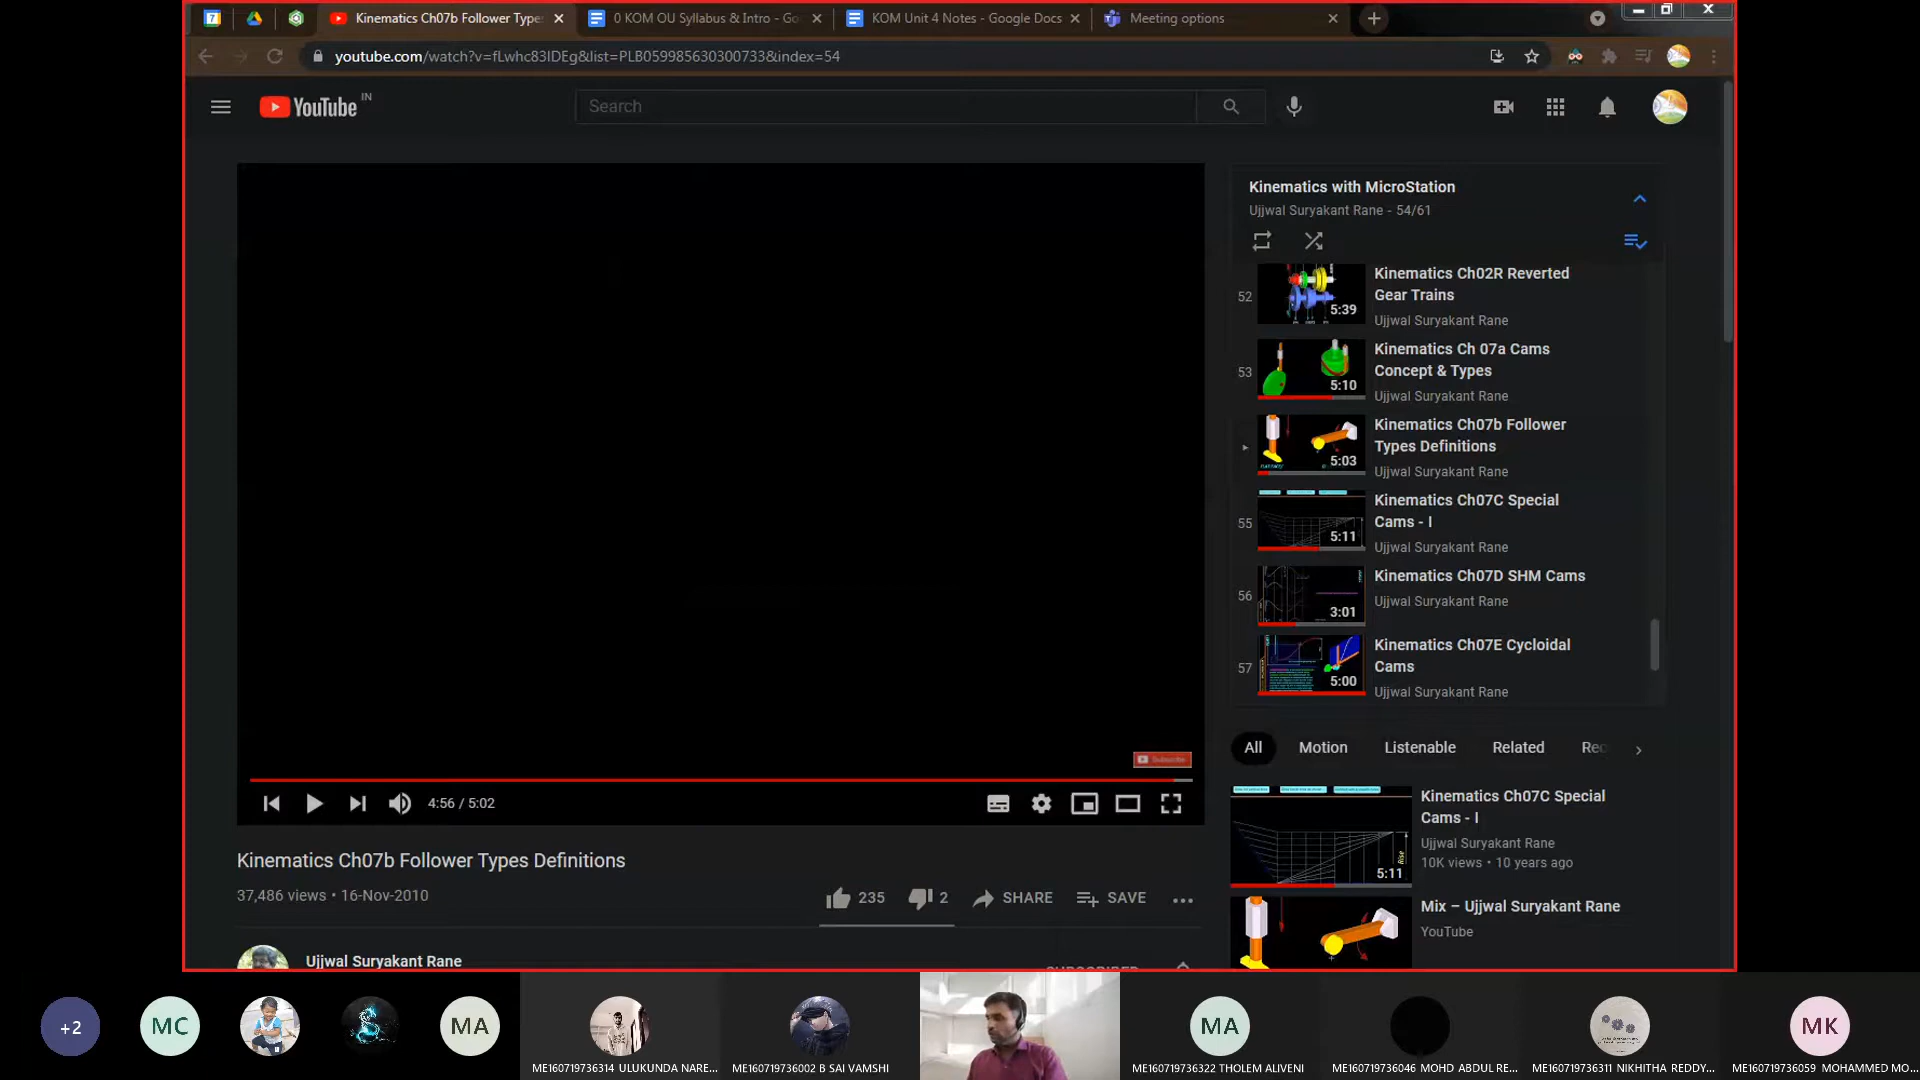 Kinematics Ch07b Follower Type
0 KOM OU Syllabus & Intro - Go
KOM Unit 4 Notes - Google Docs
Meeting options
youtube.com/watch?v=fLwhc83IDEg&list=PLB059985630300733&index=54
YouTube IN
Search
Kinematics with MicroStation
Ujjwal Suryakant Rane - 54/61
52
5:39
Kinematics Ch02R Reverted
Gear Trains
Ujjwal Suryakant Rane
53
5:10
Kinematics Ch 07a Cams
Concept & Types
Ujjwal Suryakant Rane
5:03
Kinematics Ch07b Follower
Types Definitions
Ujjwal Suryakant Rane
55
5:11
Kinematics Ch07C Special
Cams - I
Ujjwal Suryakant Rane
56
3:01
Kinematics Ch07D SHM Cams
Ujjwal Suryakant Rane
57
5:00
Kinematics Ch07E Cycloidal
Cams
Ujjwal Suryakant Rane
Subscribe
4:56 / 5:02
All
Motion
Listenable
Related
Rec
Kinematics Ch07b Follower Types Definitions
37,486 views • 16-Nov-2010
235
2
SHARE
SAVE
Ujjwal Suryakant Rane
SUBSCRIBED
Rise
5:11
Kinematics Ch07C Special
Cams - I
Ujjwal Suryakant Rane
10K views • 10 years ago
Mix – Ujjwal Suryakant Rane
YouTube
+2
MC
MA
ME160719736314 ULUKUNDA NARE...
ME160719736002 B SAI VAMSHI
MA
ME160719736322 THOLEM ALIVENI
ME160719736046 MOHD ABDUL RE...
ME160719736311 NIKHITHA REDDY...
MK
ME160719736059 MOHAMMED MO...